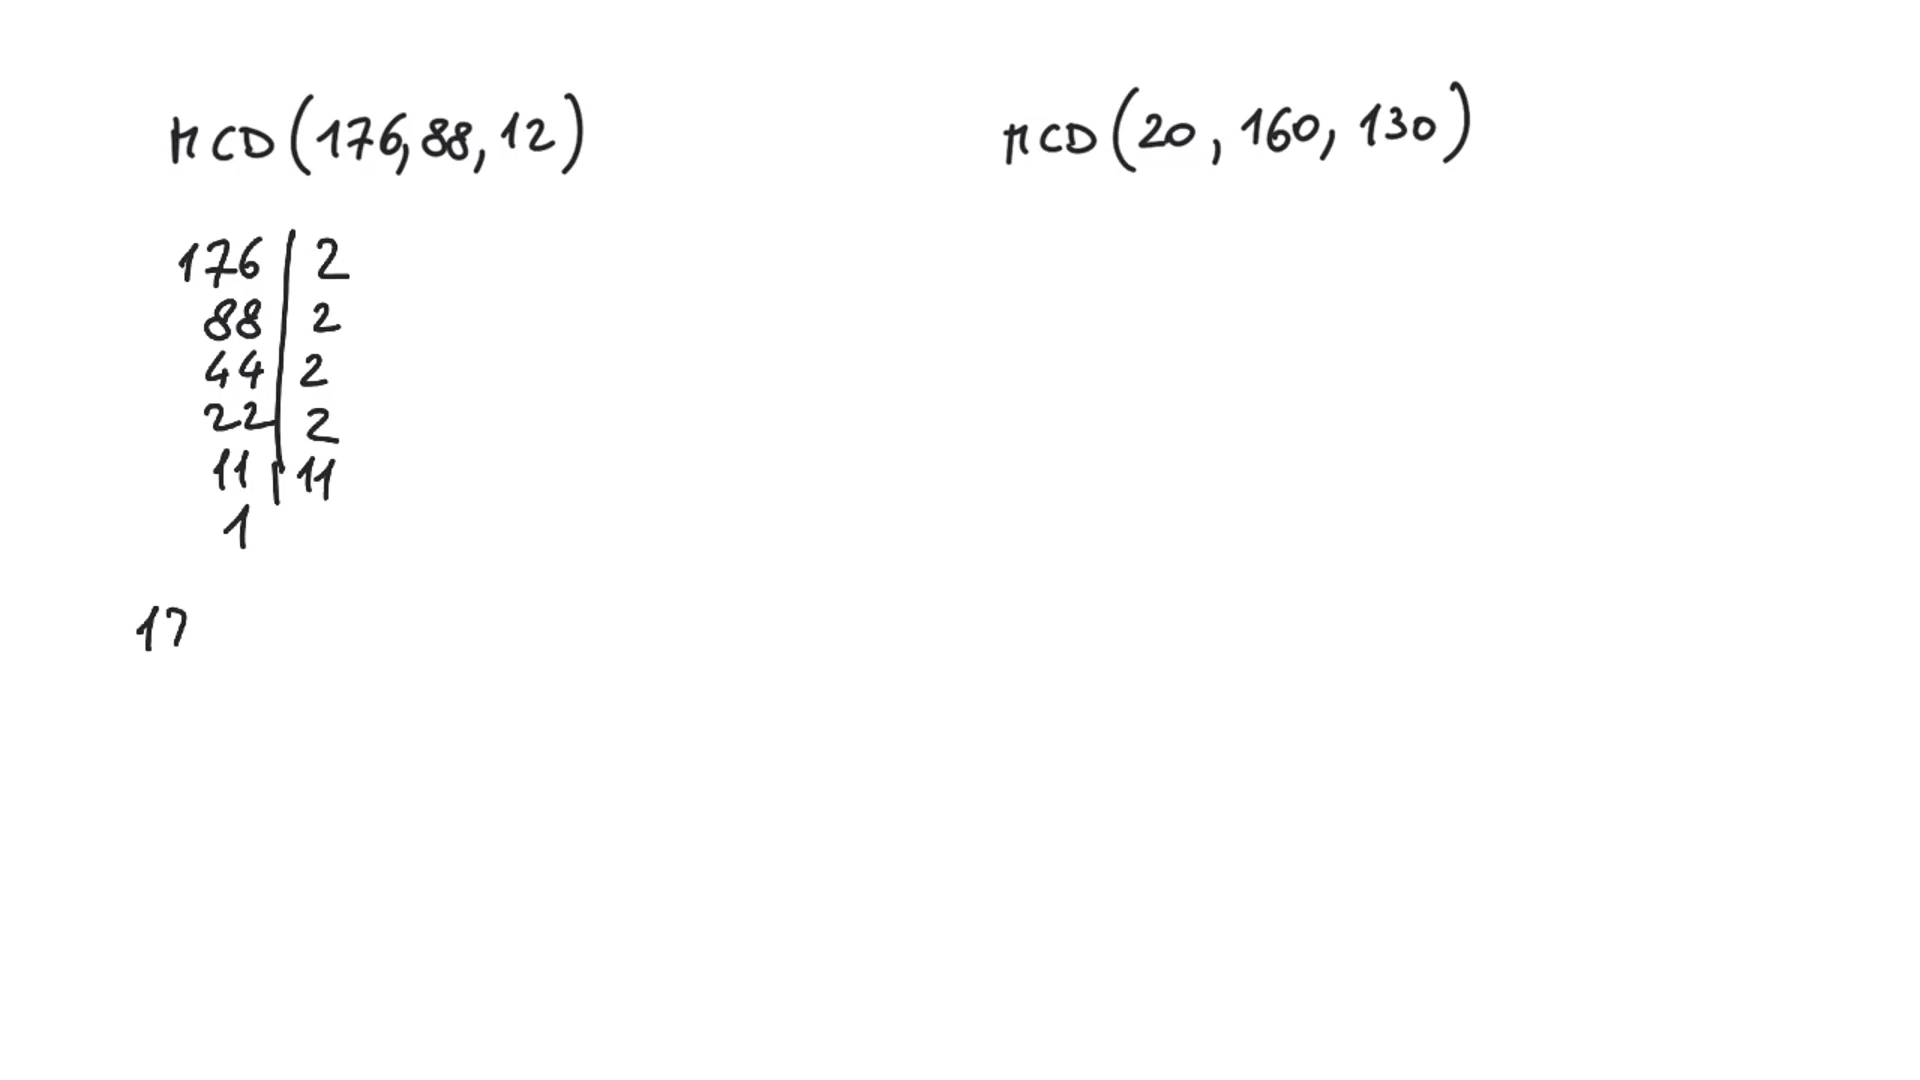 MCD(176,88,12)
MCD(20,160,130)
176 | 2
88 | 2
44 | 2
22 | 2
11 | 11
1
17